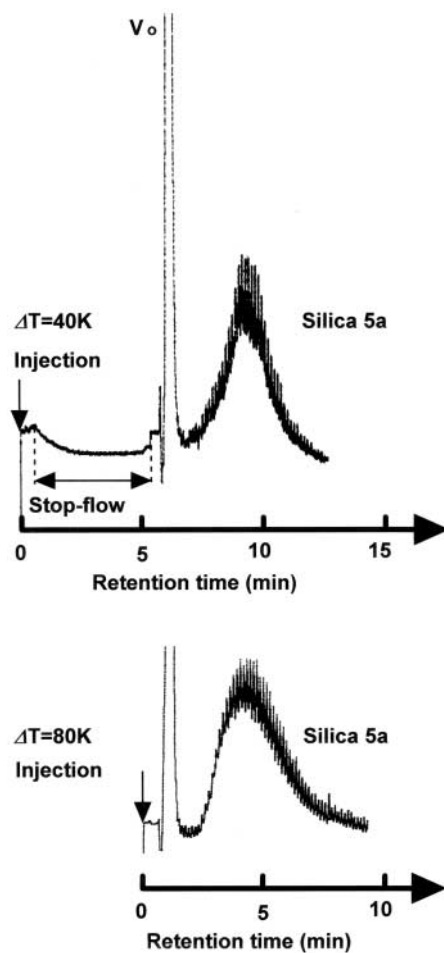 Vo
ΔT=40K
Silica 5a
Injection
Stop-flow
0 5 10 15
Retention time (min)
ΔT=80K
Silica 5a
Injection
0 5 10
Retention time (min)